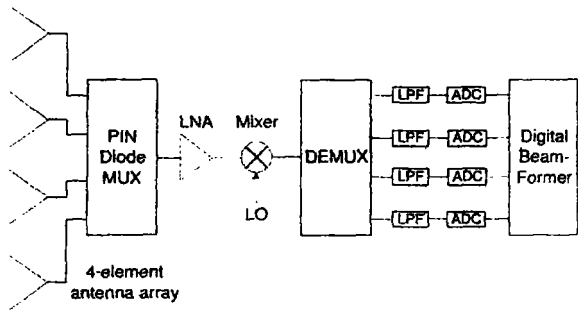 LNA Mixer
PIN
Diode
MUX
LO
DEMUX
LPF ADC
LPF ADC
LPF ADC
LPF ADC
Digital
Beam-
Former
4-element
antenna array